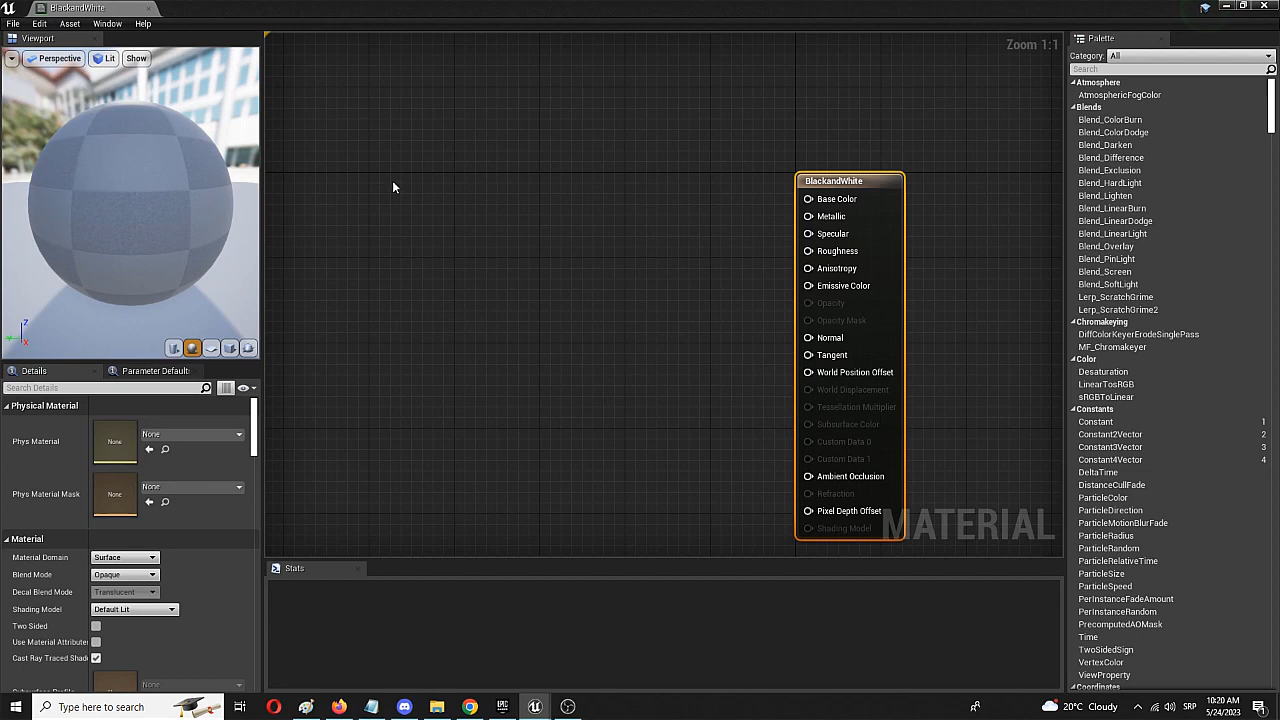 BlackandWhite
File Edit Asset Window Help
Viewport
Perspective Lit Show
Zoom 1:1
BlackandWhite
Base Color
Metallic
Specular
Roughness
Anisotropy
Emissive Color
Opacity
Opacity Mask
Normal
Tangent
World Position Offset
World Displacement
Tessellation Multiplier
Subsurface Color
Custom Data 0
Custom Data 1
Ambient Occlusion
Refraction
Pixel Depth Offset
Shading Model
MATERIAL
Z
Y
X
Details Parameter Default
Search Details
Physical Material
Phys Material None None
Phys Material Mask None None
Material
Material Domain Surface
Blend Mode Opaque
Decal Blend Mode Translucent
Shading Model Default Lit
Two Sided
Use Material Attribute
Cast Ray Traced Shad
None
Stats
Palette
Category: All
Search
Atmosphere
AtmosphericFogColor
Blends
Blend_ColorBurn
Blend_ColorDodge
Blend_Darken
Blend_Difference
Blend_Exclusion
Blend_HardLight
Blend_Lighten
Blend_LinearBurn
Blend_LinearDodge
Blend_LinearLight
Blend_Overlay
Blend_PinLight
Blend_Screen
Blend_SoftLight
Lerp_ScratchGrime
Lerp_ScratchGrime2
Chromakeying
DiffColorKeyerErodeSinglePass
MF_Chromakeyer
Color
Desaturation
LinearTosRGB
sRGBToLinear
Constants
Constant 1
Constant2Vector 2
Constant3Vector 3
Constant4Vector 4
DeltaTime
DistanceCullFade
ParticleColor
ParticleDirection
ParticleMotionBlurFade
ParticleRadius
ParticleRandom
ParticleRelativeTime
ParticleSize
ParticleSpeed
PerInstanceFadeAmount
PerInstanceRandom
PrecomputedAOMask
Time
TwoSidedSign
VertexColor
ViewProperty
Coordinates
Type here to search
20°C Cloudy
SRP
10:20 AM
5/24/2023
1